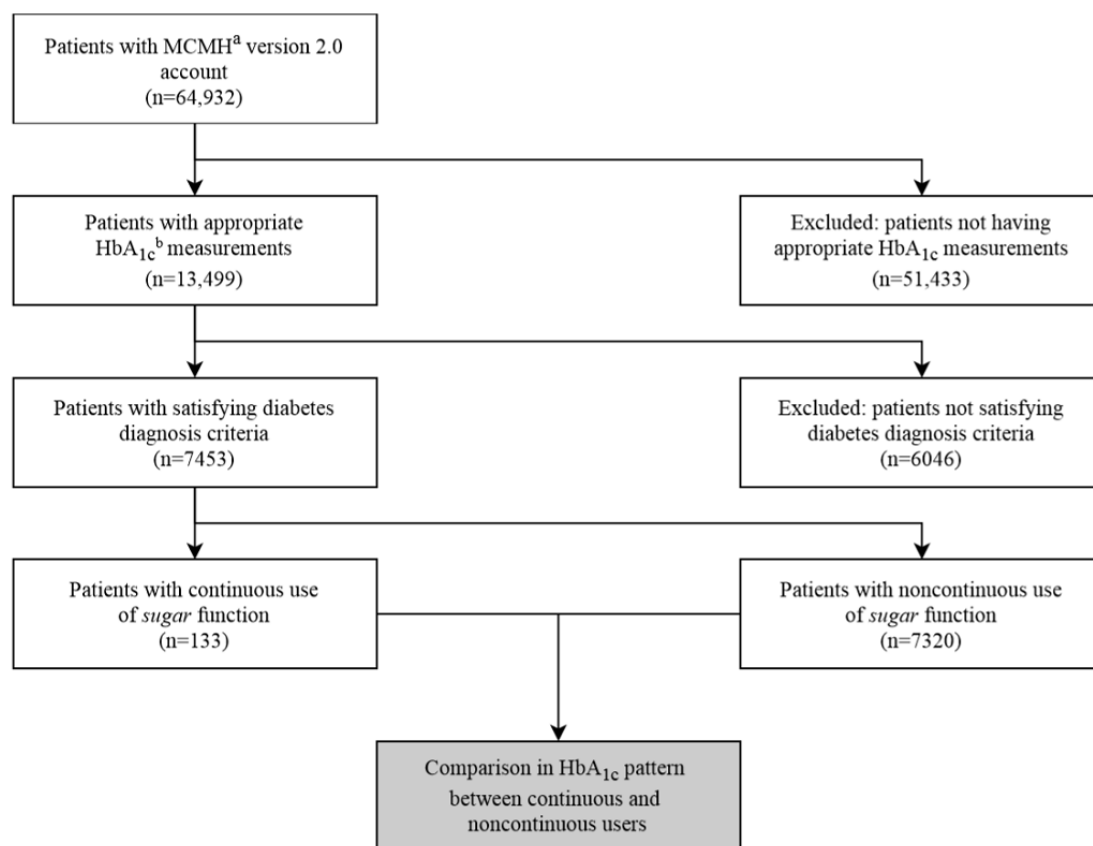 Patients with MCMHa version 2.0
account
(n=64,932)
Patients with appropriate
HbA1cb measurements
(n=13,499)
Excluded: patients not having
appropriate HbA1c measurements
(n=51,433)
Patients with satisfying diabetes
diagnosis criteria
(n=7453)
Excluded: patients not satisfying
diabetes diagnosis criteria
(n=6046)
Patients with continuous use
of sugar function
(n=133)
Patients with noncontinuous use
of sugar function
(n=7320)
Comparison in HbA1c pattern
between continuous and
noncontinuous users